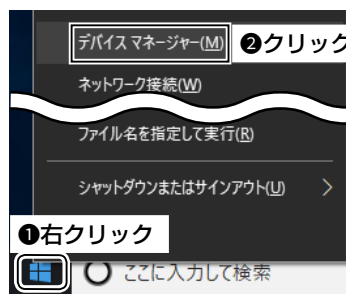 デバイス マネージャー(M) ❷クリック
ネットワーク接続(W)
ファイル名を指定して実行(R)
シャットダウンまたはサインアウト(U)
❶右クリック
ここに入力して検索